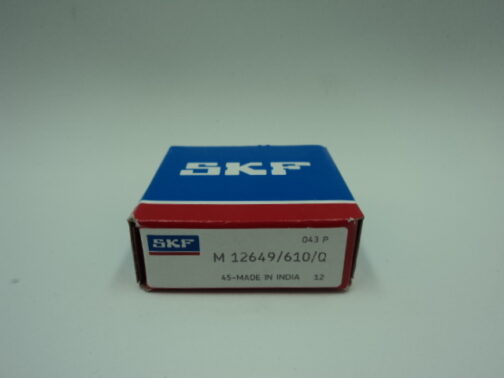 SKF
043 P
SKF
M 12649/610/Q
45-MADE IN INDIA 12